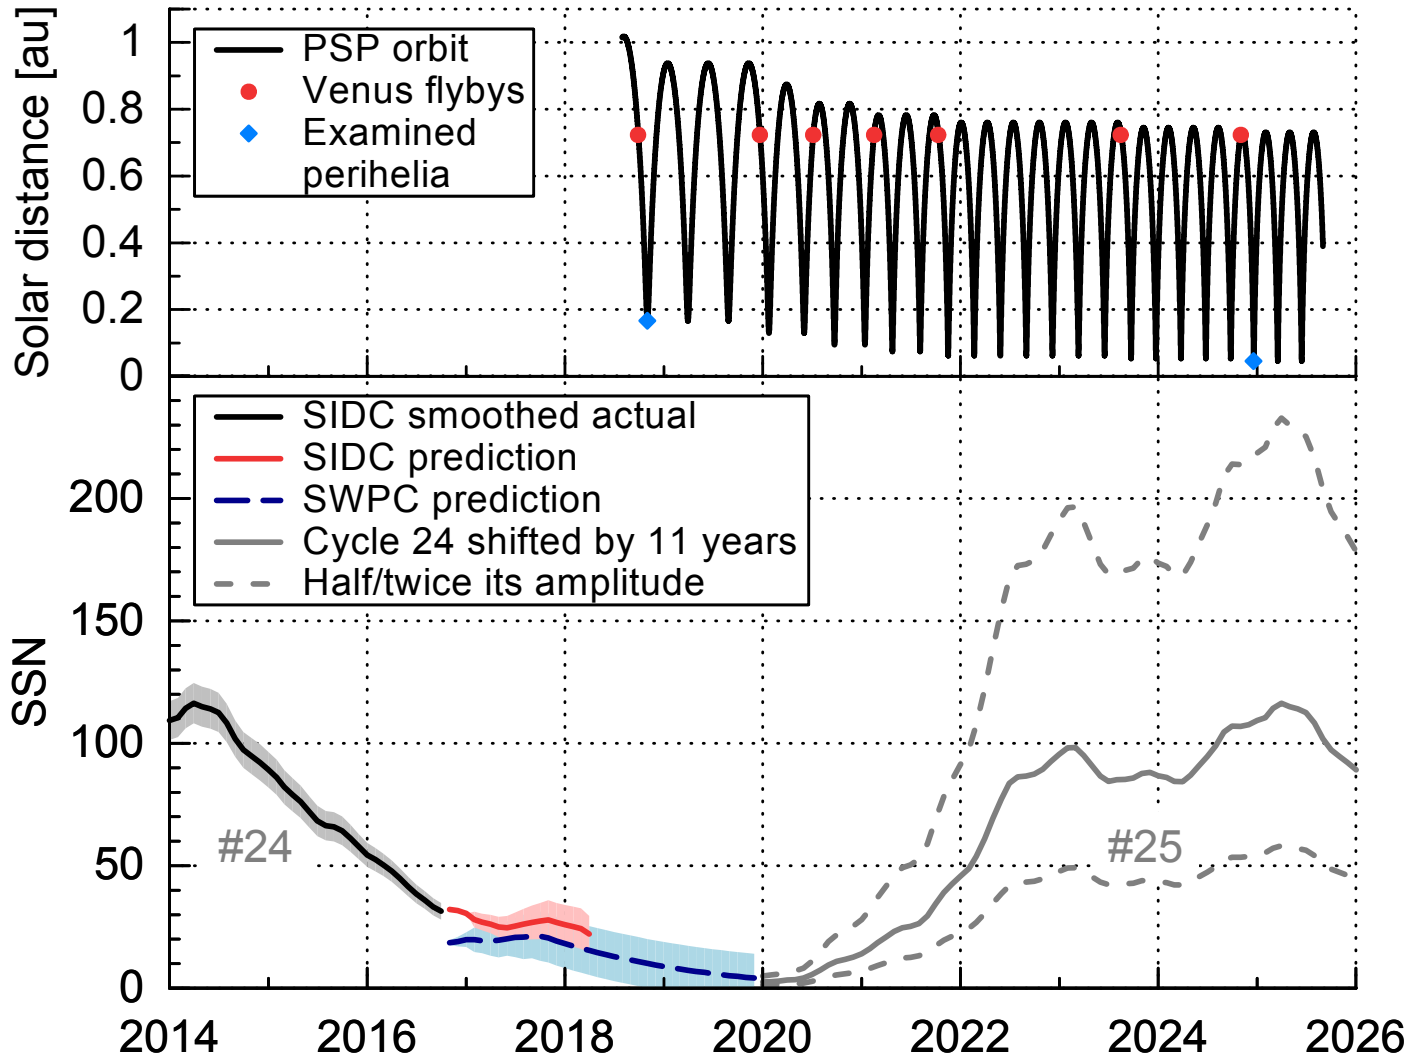 Solar distance [au]
1
0.8
0.6
0.4
0.2
0
PSP orbit
Venus flybys
Examined
perihelia
SSN
200
150
100
50
0
SIDC smoothed actual
SIDC prediction
SWPC prediction
Cycle 24 shifted by 11 years
Half/twice its amplitude
#24
#25
2014
2016
2018
2020
2022
2024
2026